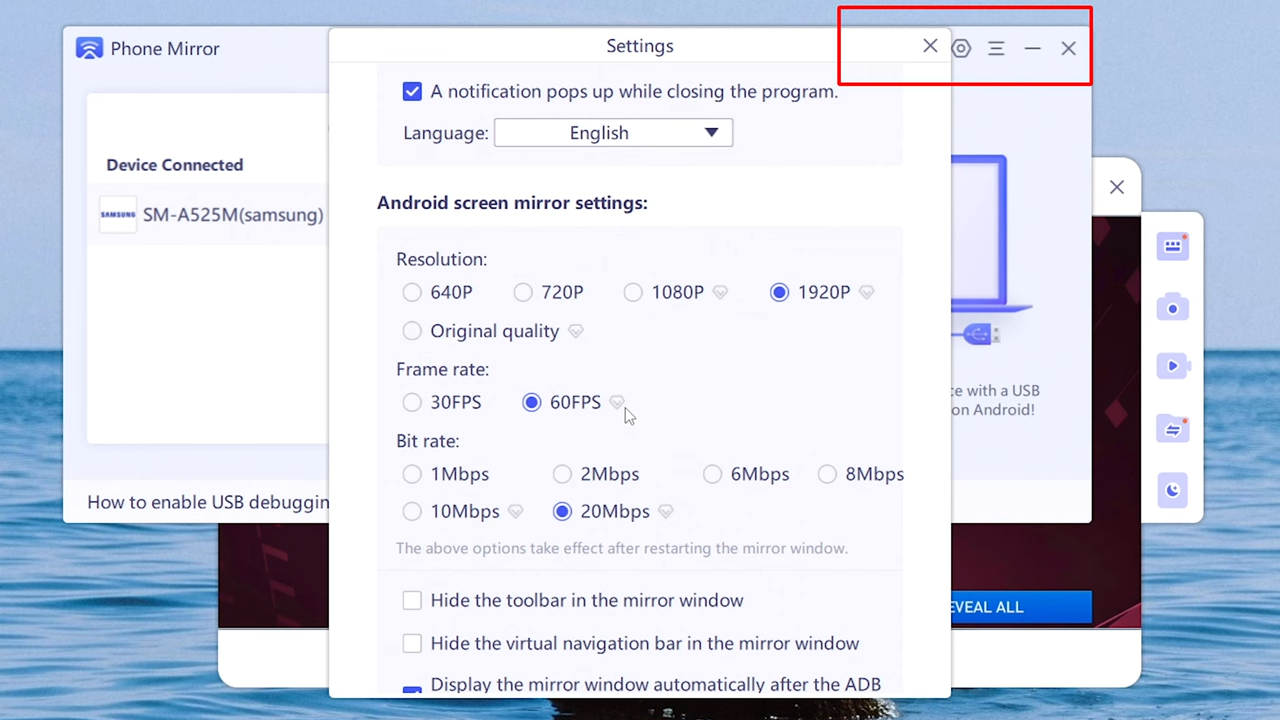 Phone Mirror
Settings
A notification pops up while closing the program.
Language: English
Device Connected
SAMSUNG SM-A525M(samsung)
Android screen mirror settings:
Resolution:
640P 720P 1080P 1920P
Original quality
Frame rate:
30FPS 60FPS
ce with a USB
on Android!
Bit rate:
1Mbps 2Mbps 6Mbps 8Mbps
10Mbps 20Mbps
How to enable USB debuggin
The above options take effect after restarting the mirror window.
Hide the toolbar in the mirror window
EVEAL ALL
Hide the virtual navigation bar in the mirror window
Display the mirror window automatically after the ADB